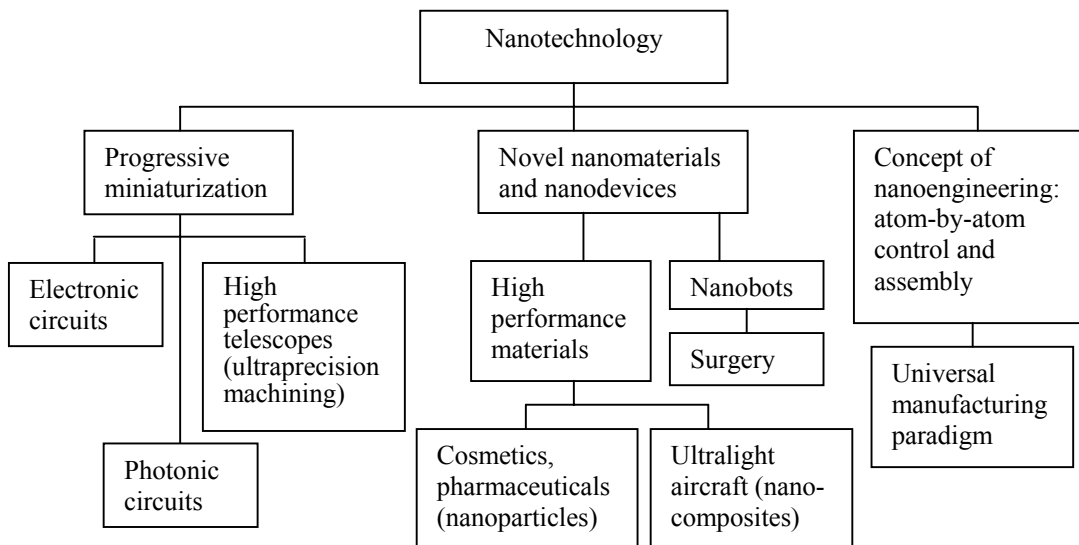 Nanotechnology
Progressive
miniaturization
Novel nanomaterials
and nanodevices
Concept of
nanoengineering:
atom-by-atom
control and
assembly
Electronic
circuits
High
performance
telescopes
(ultraprecision
machining)
Photonic
circuits
High
performance
materials
Nanobots
Surgery
Cosmetics,
pharmaceuticals
(nanoparticles)
Ultralight
aircraft (nano-
composites)
Universal
manufacturing
paradigm